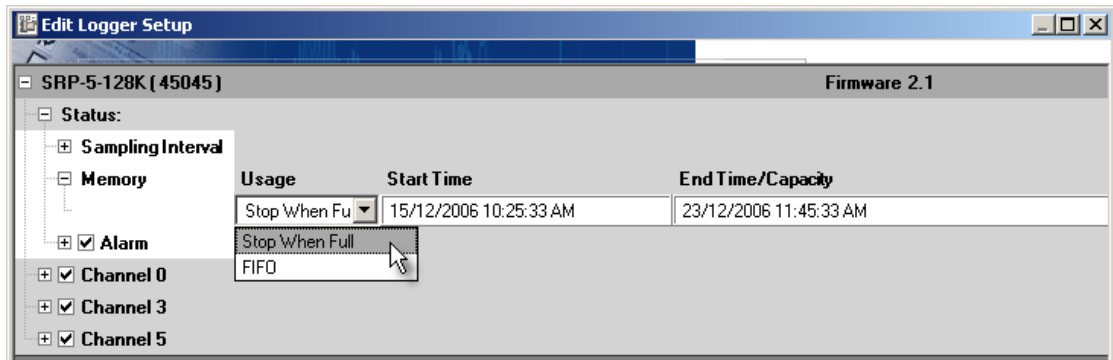 Edit Logger Setup
SRP-5-128K ( 45045 ) Firmware 2.1
Status:
Sampling Interval
Memory Usage Start Time End Time/Capacity
Stop When Fu 15/12/2006 10:25:33 AM 23/12/2006 11:45:33 AM
Alarm Stop When Full
FIFO
Channel 0
Channel 3
Channel 5